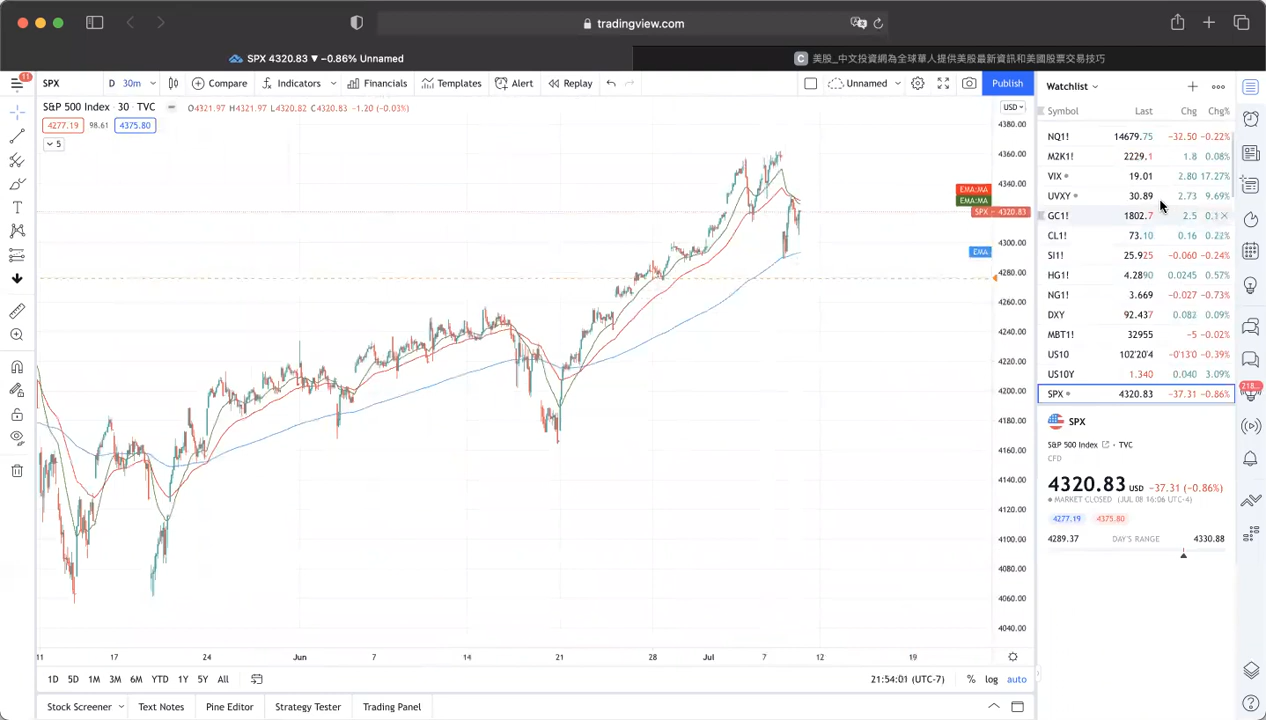 tradingview.com
SPX 4320.83 ▼ −0.86% Unnamed
C 美股_中文投資網為全球華人提供美股最新資訊和美國股票交易技巧
11
SPX D 30m Compare Indicators Financials Templates Alert Replay Unnamed Publish
S&P 500 Index · 30 · TVC O4321.97 H4321.97 L4320.82 C4320.83 −1.20 (−0.03%)
4277.19 98.61 4375.80
5
USD
4380.00
4360.00
4340.00
4300.00
4280.00
4260.00
4240.00
4220.00
4200.00
4180.00
4160.00
4140.00
4120.00
4100.00
4080.00
4060.00
4040.00
EMA:MA
EMA:MA
SPX 4320.83
EMA
11 17 24 Jun 7 14 21 28 Jul 7 12 19
1D 5D 1M 3M 6M YTD 1Y 5Y All
21:54:01 (UTC-7) % log auto
Stock Screener Text Notes Pine Editor Strategy Tester Trading Panel
Watchlist
Symbol Last Chg Chg%
NQ1! 14679.75 −32.50 −0.22%
M2K1! 2229.1 1.8 0.08%
VIX 19.01 2.80 17.27%
UVXY 30.89 2.73 9.69%
GC1! 1802.7 2.5
CL1! 73.10 0.16 0.22%
SI1! 25.925 −0.060 −0.24%
HG1! 4.2890 0.0245 0.57%
NG1! 3.669 −0.027 −0.73%
DXY 92.437 0.082 0.09%
MBT1! 32955 −5 −0.02%
US10 102'20'4 −0'13'0 −0.39%
US10Y 1.340 0.040 3.09%
SPX 4320.83 −37.31 −0.86%
SPX
S&P 500 Index · TVC
CFD
4320.83 USD −37.31 (−0.86%)
MARKET CLOSED (JUL 08 16:06 UTC-4)
4277.19 4375.80
4289.37 DAY'S RANGE 4330.88
218...